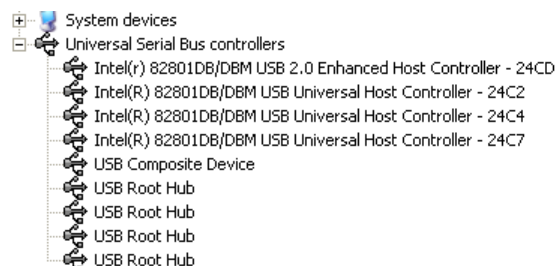 System devices
Universal Serial Bus controllers
Intel(r) 82801DB/DBM USB 2.0 Enhanced Host Controller - 24CD
Intel(R) 82801DB/DBM USB Universal Host Controller - 24C2
Intel(R) 82801DB/DBM USB Universal Host Controller - 24C4
Intel(R) 82801DB/DBM USB Universal Host Controller - 24C7
USB Composite Device
USB Root Hub
USB Root Hub
USB Root Hub
USB Root Hub